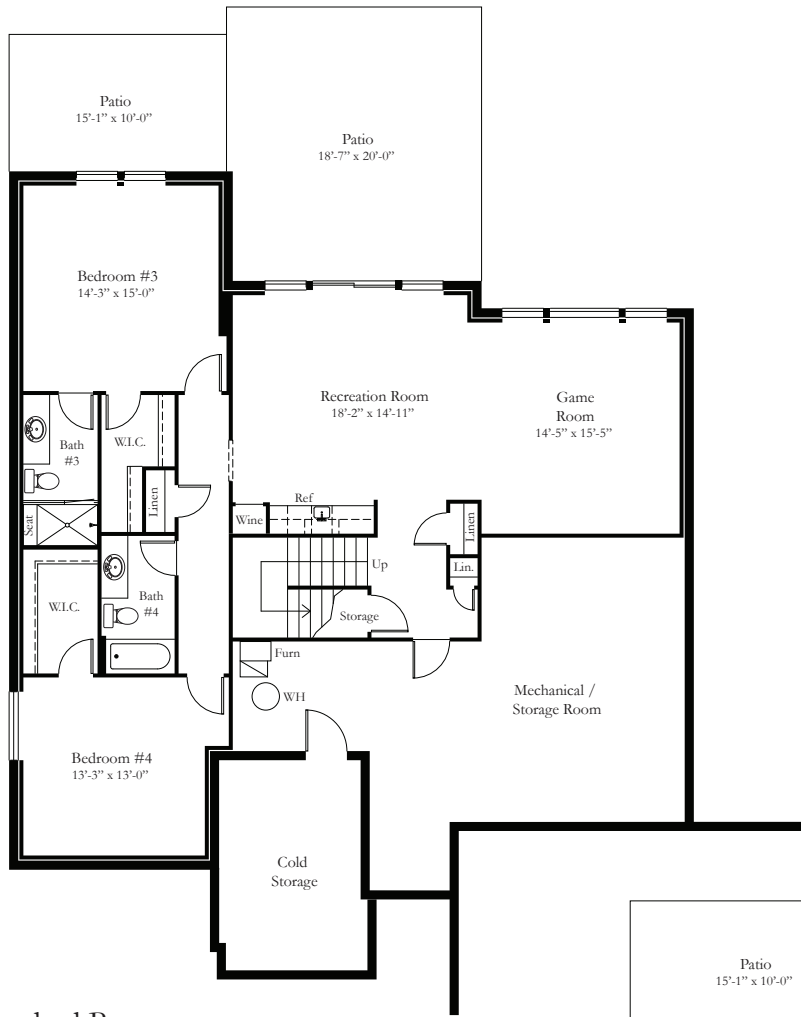 Patio
15’-1” x 10’-0”
Patio
18’-7” x 20’-0”
Bedroom #3
14’-3” x 15’-0”
Recreation Room
18’-2” x 14’-11”
Game
Room
14’-5” x 15’-5”
Bath
#3
W.I.C.
Linen
Seat
Ref
Wine
Linen
Lin.
Up
Storage
W.I.C.
Bath
#4
Furn
WH
Mechanical /
Storage Room
Bedroom #4
13’-3” x 13’-0”
Cold
Storage
Patio
15’-1” x 10’-0”